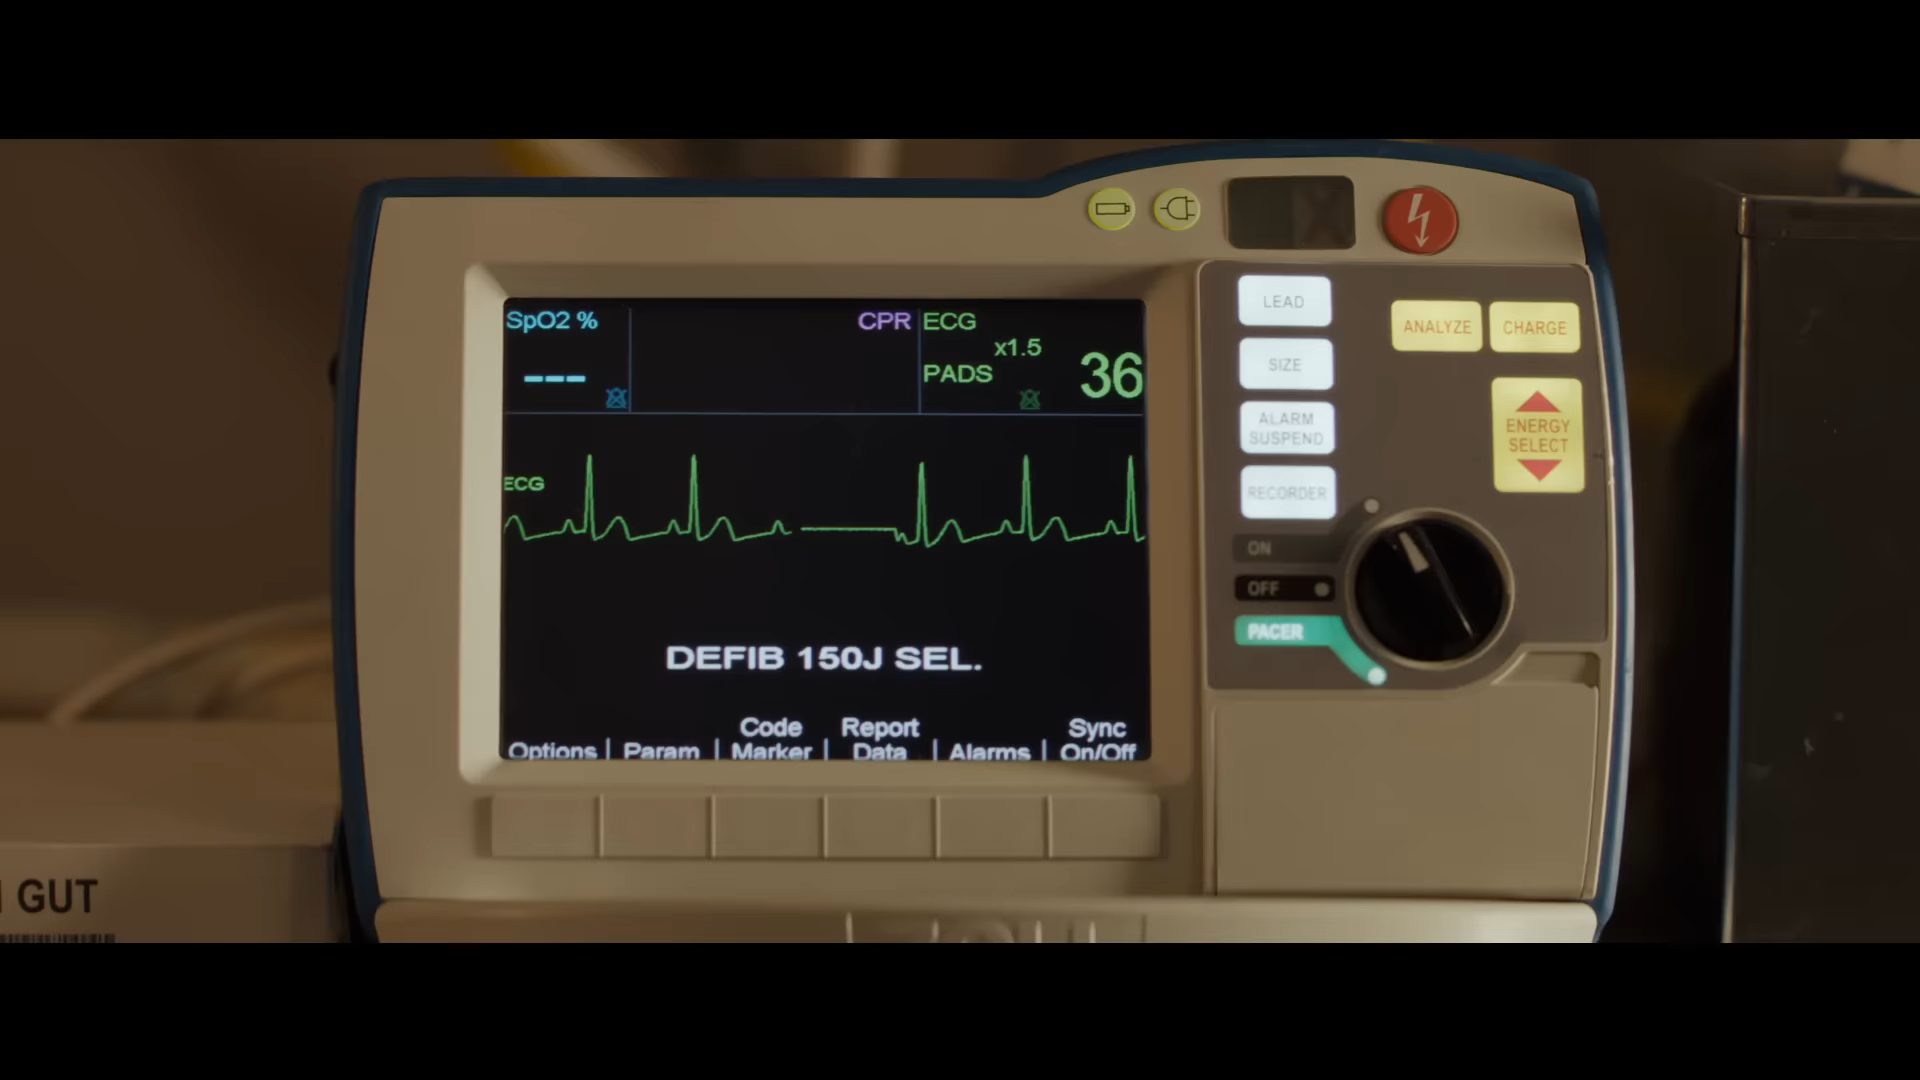 SpO2 %
---
CPR
ECG
x1.5
PADS
36
ECG
DEFIB 150J SEL.
Options
Param
Code
Marker
Report
Data
Alarms
Sync
On/Off
LEAD
SIZE
ALARM
SUSPEND
RECORDER
ANALYZE
CHARGE
ENERGY
SELECT
ON
OFF
PACER
GUT